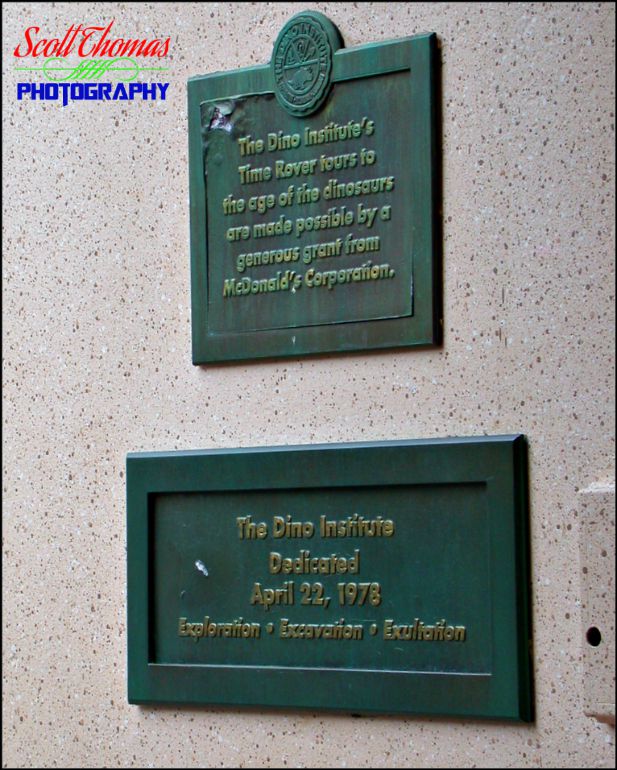 Scott Thomas
PHOTOGRAPHY
The Dino Institute's
Time Rover tours to
the age of the dinosaurs
are made possible by a
generous grant from
McDonald's Corporation.
The Dino Institute
Dedicated
April 22, 1978
Exploration • Excavation • Exultation